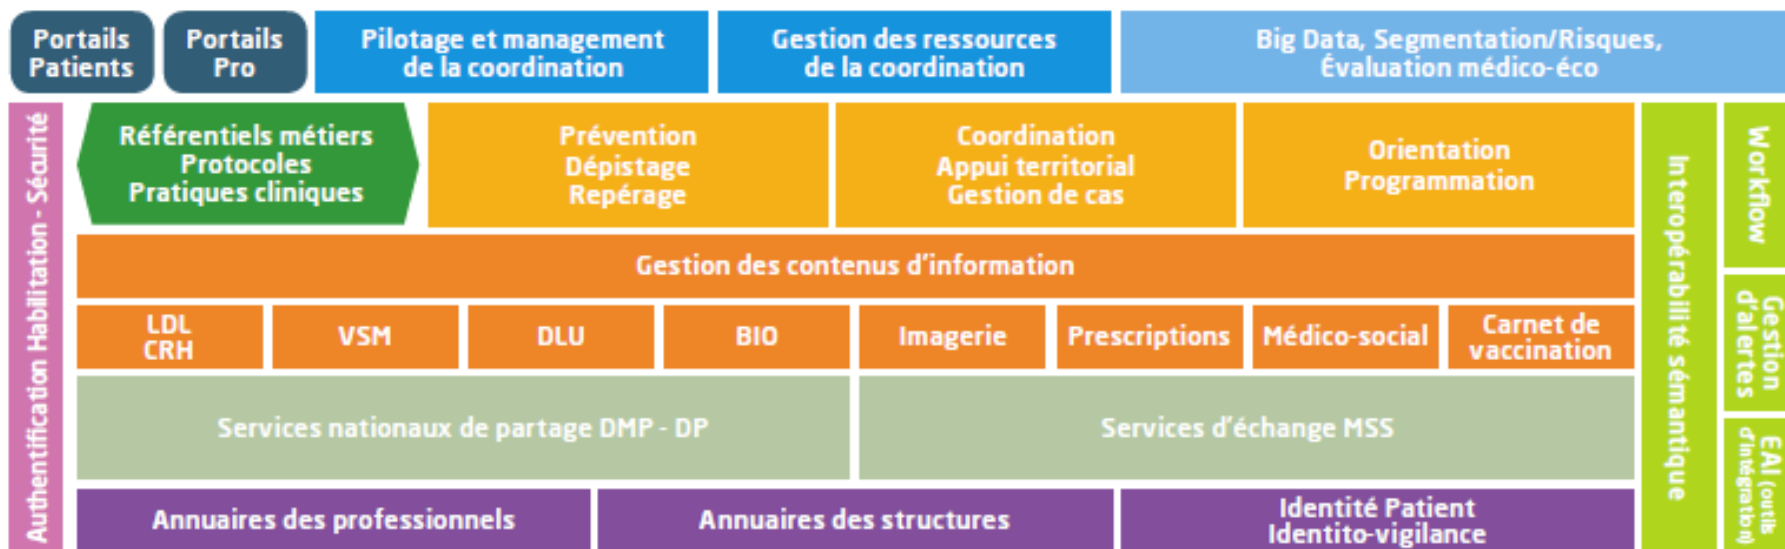 Portails
Patients
Portails
Pro
Pilotage et management
de la coordination
Gestion des ressources
de la coordination
Big Data, Segmentation/Risques,
Évaluation médico-éco
Authentification Habilitation - Sécurité
Référentiels métiers
Protocoles
Pratiques cliniques
Prévention
Dépistage
Repérage
Coordination
Appui territorial
Gestion de cas
Orientation
Programmation
Interopérabilité sémantique
Workflow
Gestion
d'alertes
EAI (outils
d'intégration)
Gestion des contenus d'information
LDL
CRH
VSM
DLU
BIO
Imagerie
Prescriptions
Médico-social
Carnet de
vaccination
Services nationaux de partage DMP - DP
Services d'échange MSS
Annuaires des professionnels
Annuaires des structures
Identité Patient
Identito-vigilance